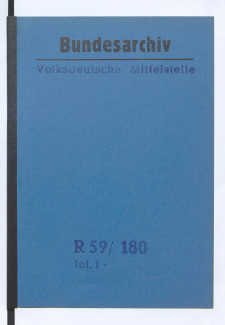 Bundesarchiv
Volksdeutsche Mittelstelle
R 59/ 180
fol. 1-